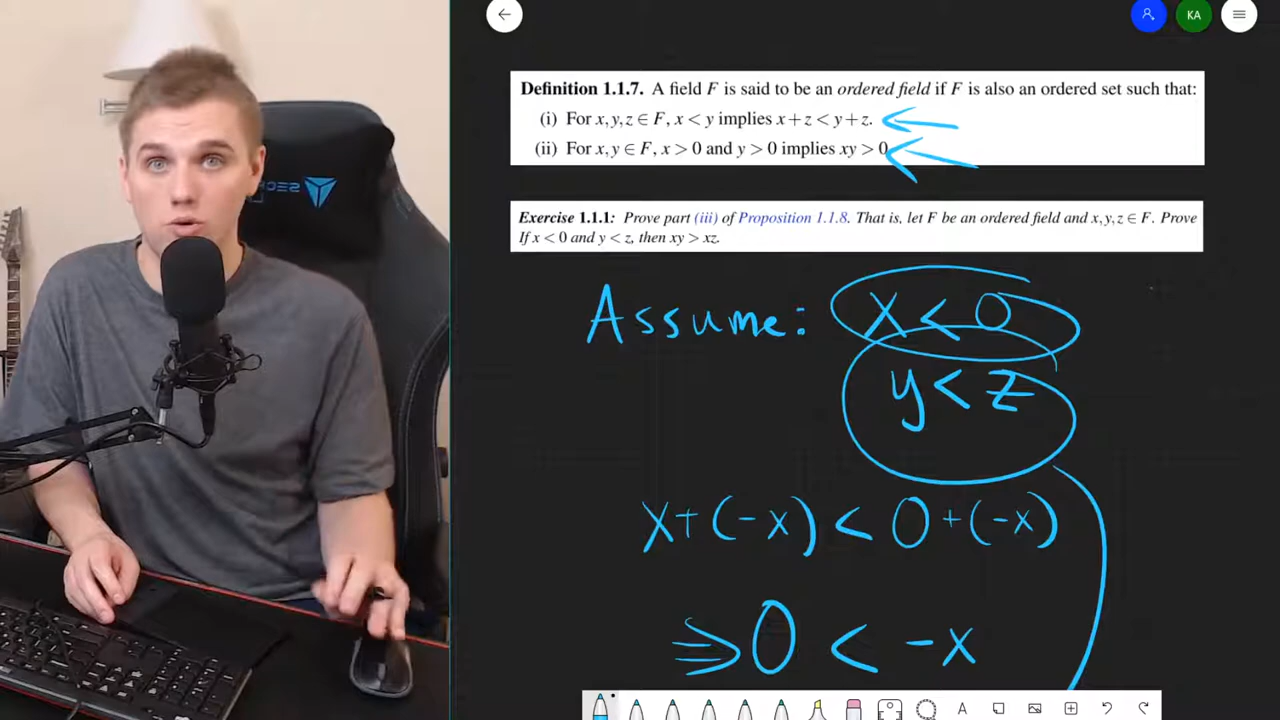 KA
Definition 1.1.7. A field F is said to be an ordered field if F is also an ordered set such that:
(i) For x,y,z ∈ F, x < y implies x+z < y+z.
(ii) For x,y ∈ F, x > 0 and y > 0 implies xy > 0
Exercise 1.1.1: Prove part (iii) of Proposition 1.1.8. That is, let F be an ordered field and x,y,z ∈ F. Prove
If x < 0 and y < z, then xy > xz.
Assume: x < 0
y < z
x+(-x) < 0+(-x)
⇒ 0 < -x
A